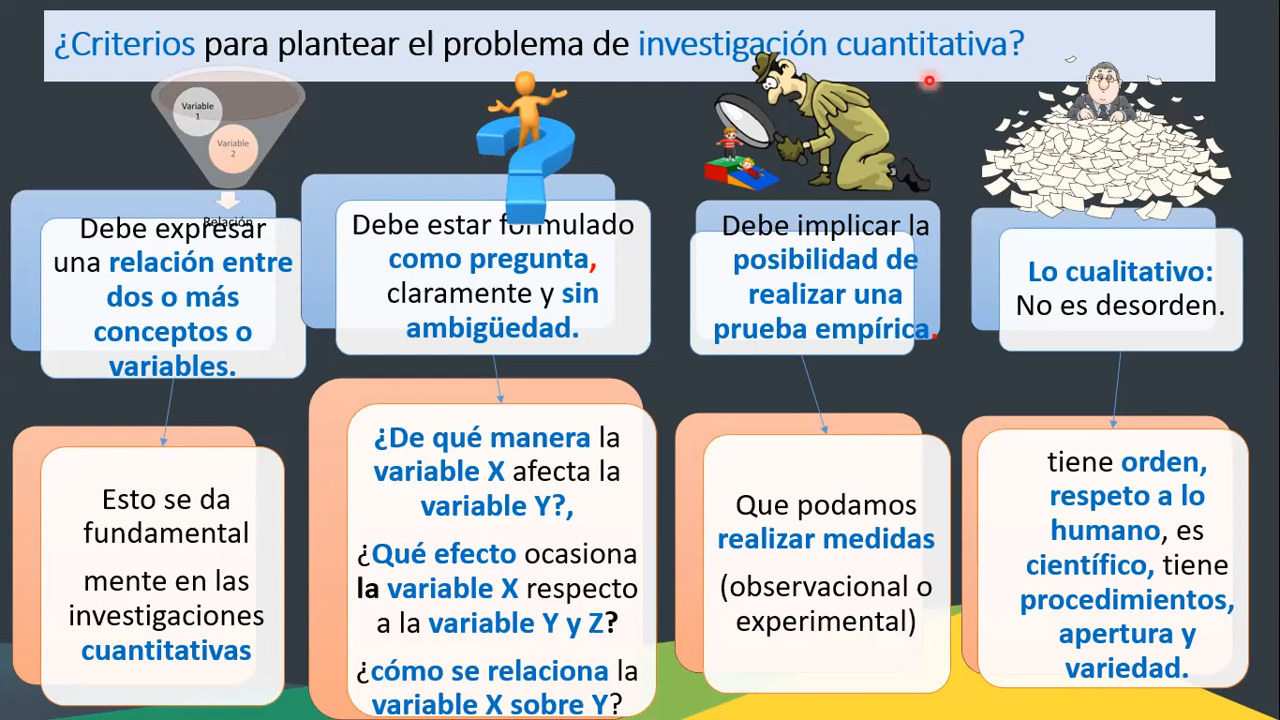 ¿Criterios para plantear el problema de investigación cuantitativa?
Variable
1
Variable
2
Relación
Debe expresar
una relación entre
dos o más
conceptos o
variables.
Esto se da
fundamental
mente en las
investigaciones
cuantitativas
Debe estar formulado
como pregunta,
claramente y sin
ambigüedad.
¿De qué manera la
variable X afecta la
variable Y?,
¿Qué efecto ocasiona
la variable X respecto
a la variable Y y Z?
¿cómo se relaciona la
variable X sobre Y?
Debe implicar la
posibilidad de
realizar una
prueba empírica.
Que podamos
realizar medidas
(observacional o
experimental)
Lo cualitativo:
No es desorden.
tiene orden,
respeto a lo
humano, es
científico, tiene
procedimientos,
apertura y
variedad.